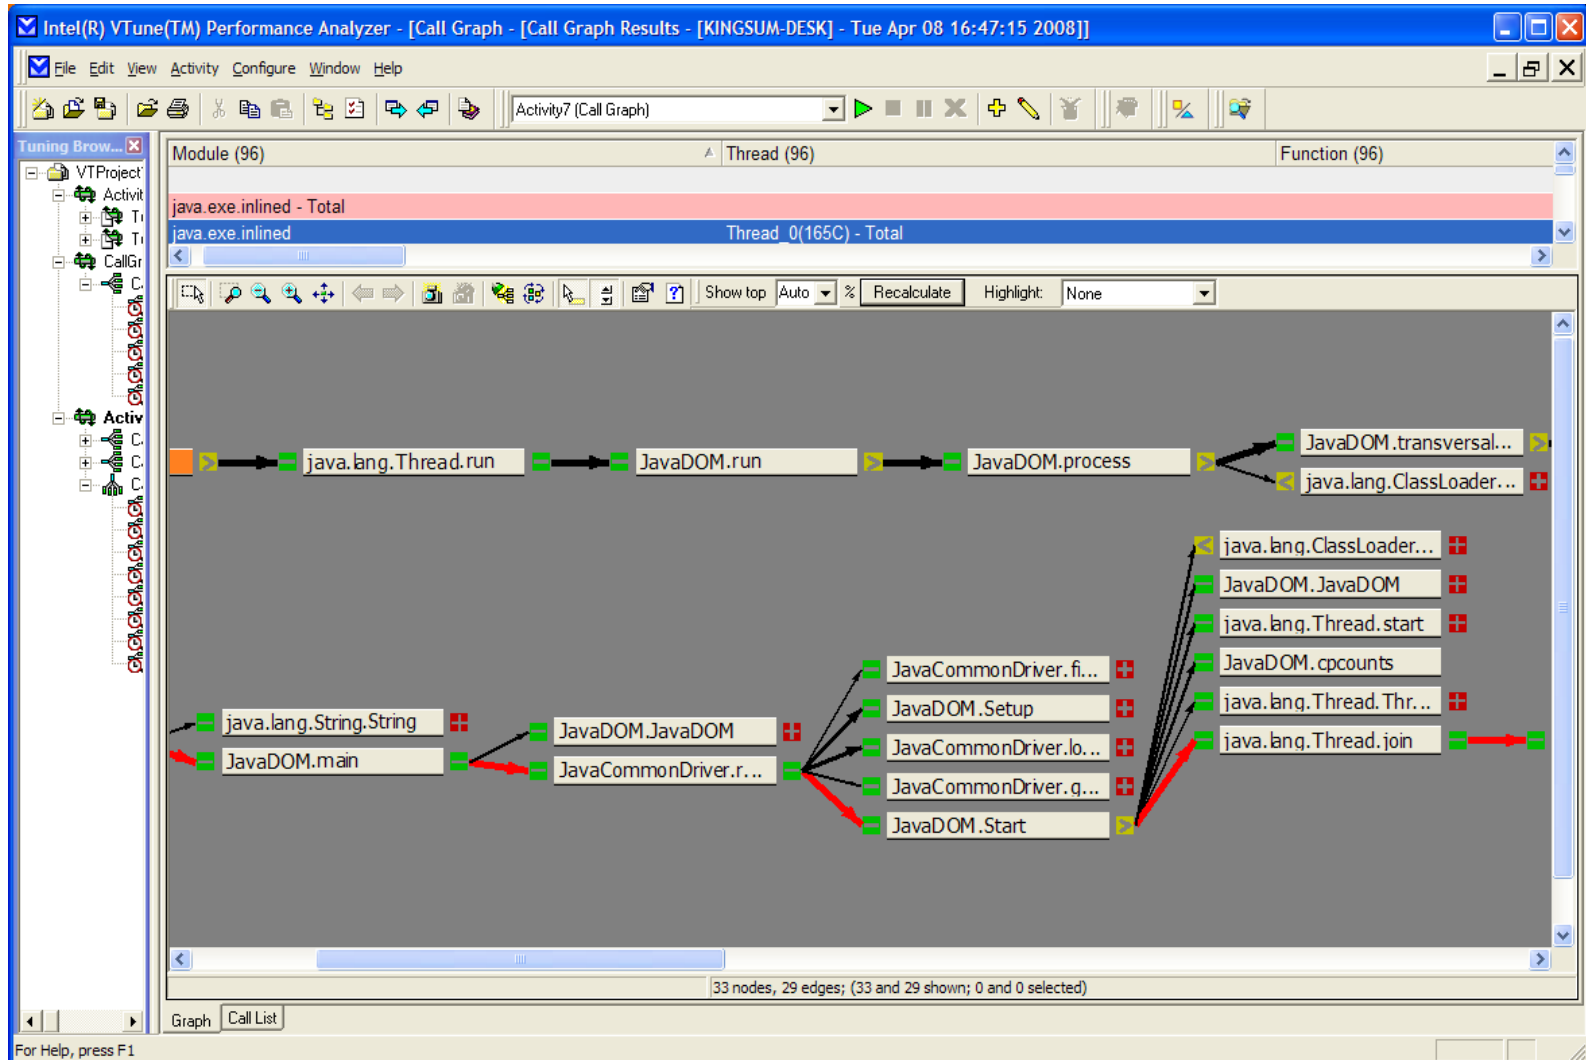 Intel(R) VTune(TM) Performance Analyzer - [Call Graph - [Call Graph Results - [KINGSUM-DESK] - Tue Apr 08 16:47:15 2008]]
File Edit View Activity Configure Window Help
Activity7 (Call Graph)
Tuning Brow...
VTProject
Activit
CallGr
C.
Activ
C.
C.
C.
Module (96) Thread (96) Function (96)
java.exe.inlined - Total
java.exe.inlined Thread_0(165C) - Total
Show top Auto % Recalculate Highlight: None
java.lang.Thread.run
JavaDOM.run
JavaDOM.process
JavaDOM.transversal...
java.lang.ClassLoader...
java.lang.ClassLoader...
JavaDOM.JavaDOM
java.lang.Thread.start
JavaDOM.cpcounts
java.lang.Thread.Thr...
java.lang.Thread.join
JavaCommonDriver.fi...
JavaDOM.Setup
JavaCommonDriver.lo...
JavaCommonDriver.g...
JavaDOM.Start
java.lang.String.String
JavaDOM.main
JavaDOM.JavaDOM
JavaCommonDriver.r...
33 nodes, 29 edges; (33 and 29 shown; 0 and 0 selected)
Graph Call List
For Help, press F1